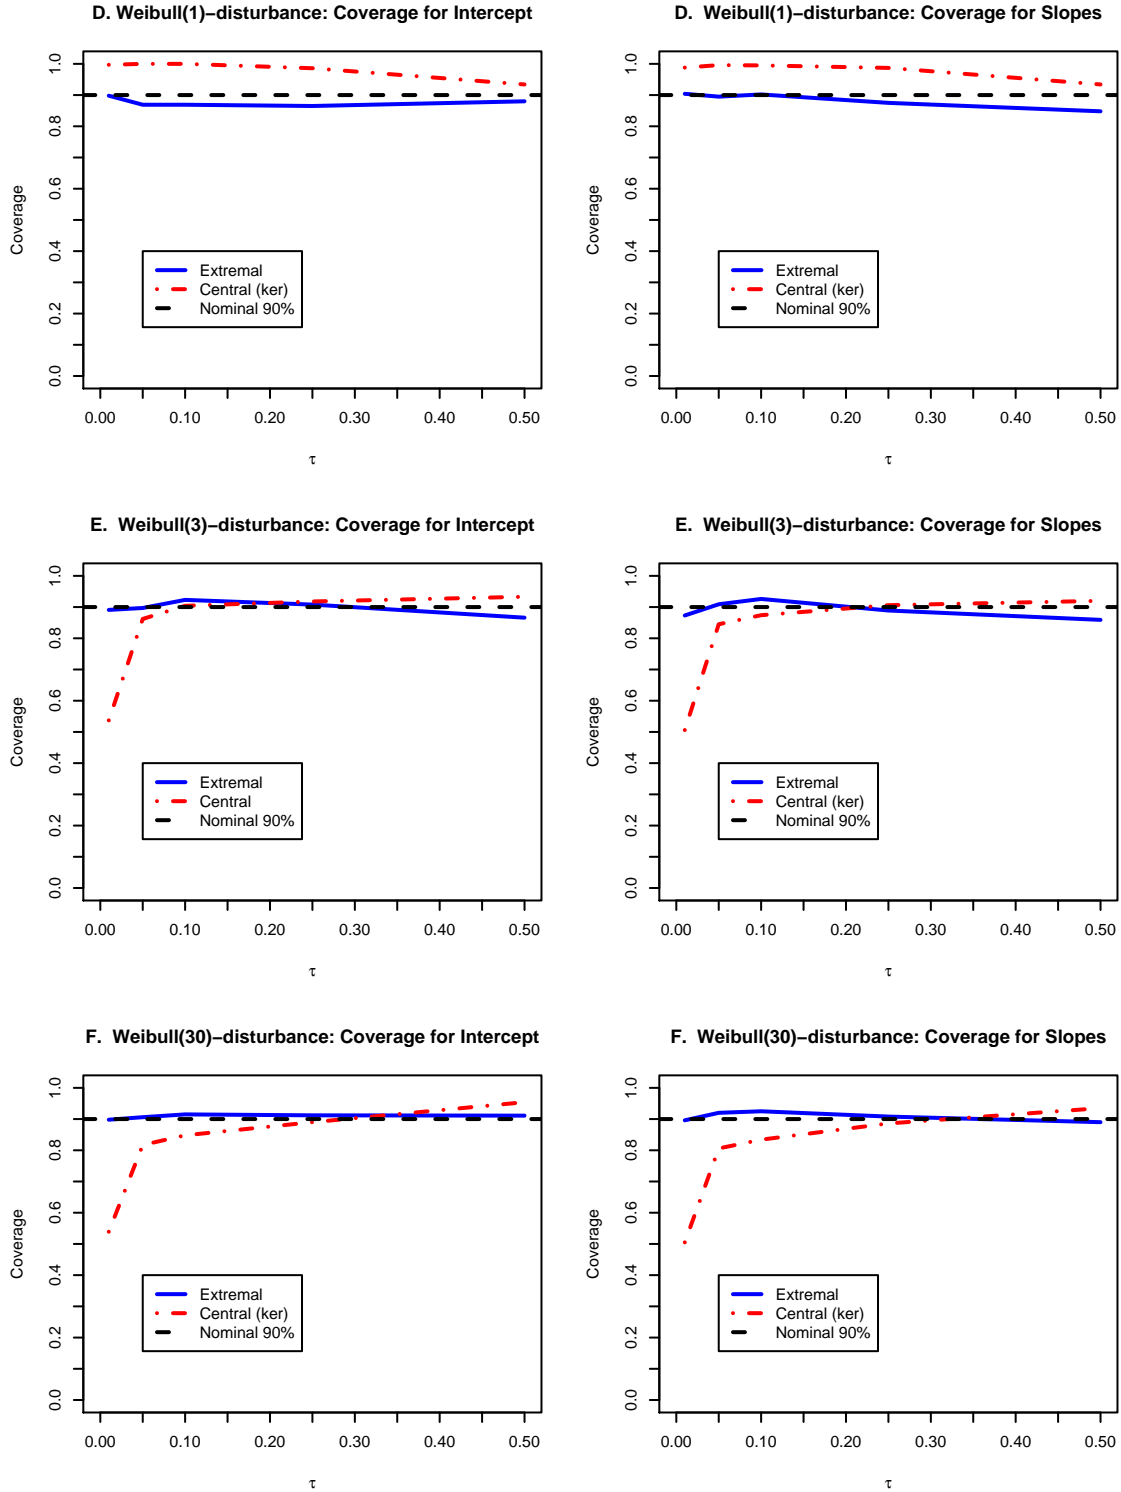 D. Weibull(1)−disturbance: Coverage for Intercept
Coverage
1.0
0.8
0.6
0.4
0.2
0.0
Extremal
Central (ker)
Nominal 90%
0.00 0.10 0.20 0.30 0.40 0.50
τ
D. Weibull(1)−disturbance: Coverage for Slopes
Coverage
1.0
0.8
0.6
0.4
0.2
0.0
Extremal
Central (ker)
Nominal 90%
0.00 0.10 0.20 0.30 0.40 0.50
τ
E. Weibull(3)−disturbance: Coverage for Intercept
Coverage
1.0
0.8
0.6
0.4
0.2
0.0
Extremal
Central
Nominal 90%
0.00 0.10 0.20 0.30 0.40 0.50
τ
E. Weibull(3)−disturbance: Coverage for Slopes
Coverage
1.0
0.8
0.6
0.4
0.2
0.0
Extremal
Central (ker)
Nominal 90%
0.00 0.10 0.20 0.30 0.40 0.50
τ
F. Weibull(30)−disturbance: Coverage for Intercept
Coverage
1.0
0.8
0.6
0.4
0.2
0.0
Extremal
Central (ker)
Nominal 90%
0.00 0.10 0.20 0.30 0.40 0.50
τ
F. Weibull(30)−disturbance: Coverage for Slopes
Coverage
1.0
0.8
0.6
0.4
0.2
0.0
Extremal
Central (ker)
Nominal 90%
0.00 0.10 0.20 0.30 0.40 0.50
τ